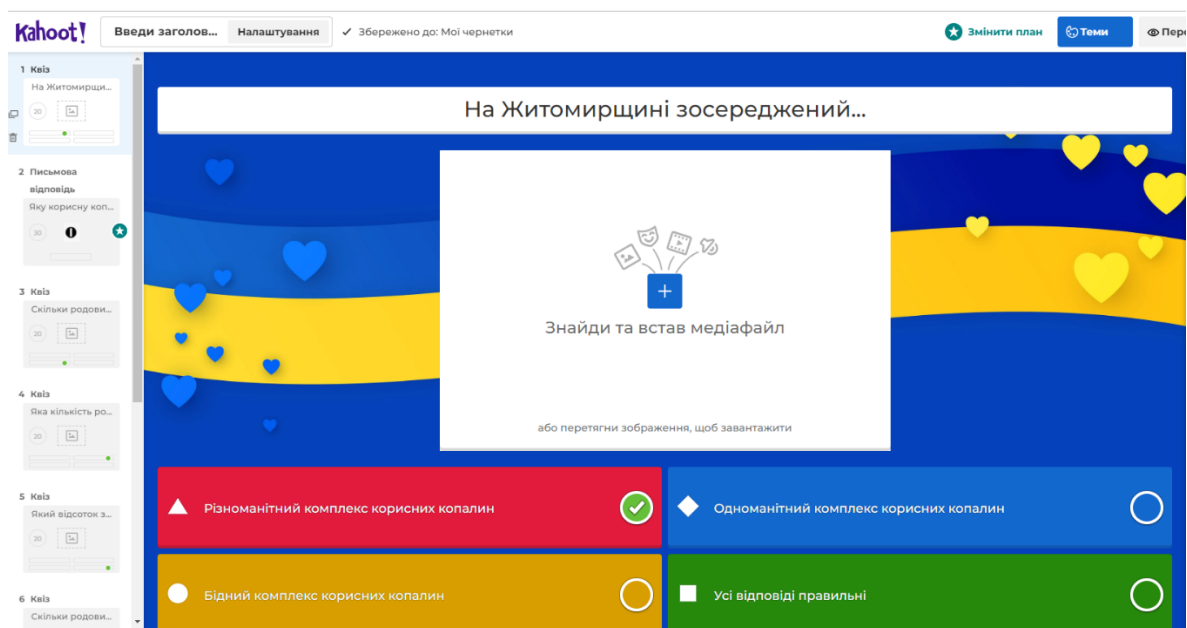 Kahoot!
Введи заголов...
Налаштування
Збережено до: Мої чернетки
Змінити план
Теми
Пере
1 Квіз
На Житомирщи...
20
2 Письмова
відповідь
Яку корисну коп...
30
3 Квіз
Скільки родови...
20
4 Квіз
Яка кількість ро...
20
5 Квіз
Який відсоток з...
20
6 Квіз
Скільки родови...
На Житомирщині зосереджений...
Знайди та встав медіафайл
або перетягни зображення, щоб завантажити
Різноманітний комплекс корисних копалин
Одноманітний комплекс корисних копалин
Бідний комплекс корисних копалин
Усі відповіді правильні